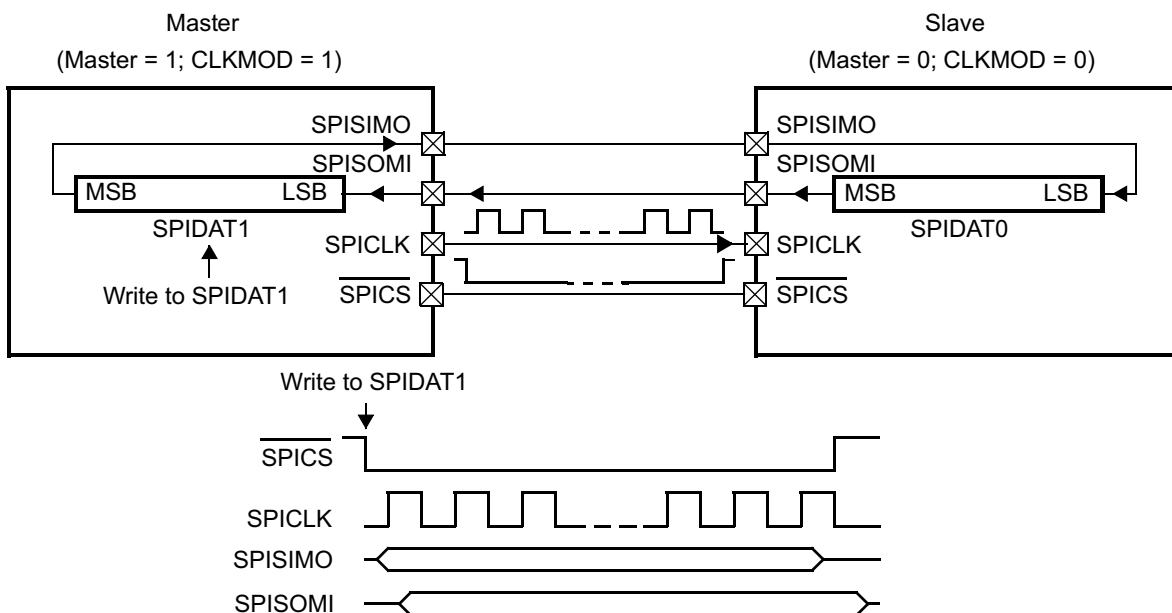 Master
(Master = 1; CLKMOD = 1)
Slave
(Master = 0; CLKMOD = 0)
SPISIMO
SPISIMO
SPISOMI
SPISOMI
MSB LSB
MSB LSB
SPIDAT1
SPIDAT0
SPICLK
SPICLK
Write to SPIDAT1
SPICS
SPICS
Write to SPIDAT1
SPICS
SPICLK
SPISIMO
SPISOMI